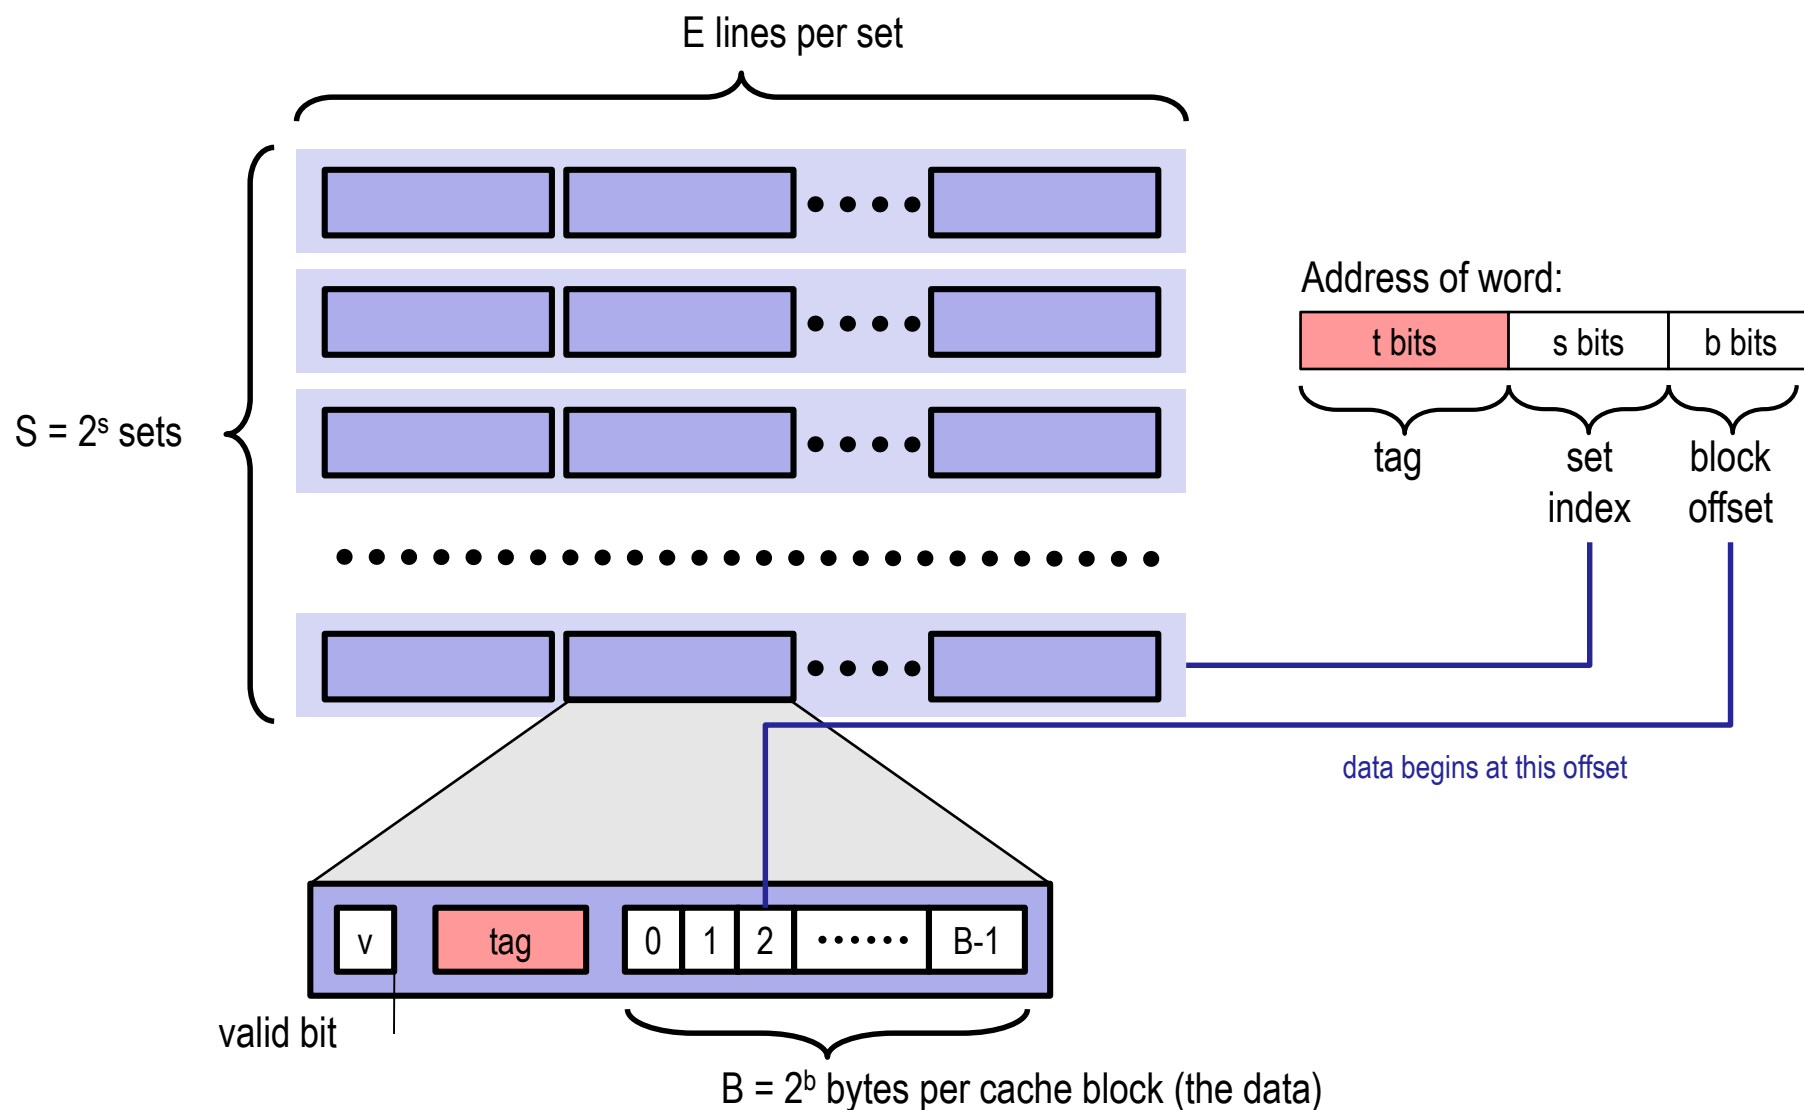 E lines per set
S = 2ˢ sets
Address of word:
t bits s bits b bits
tag set block
index offset
data begins at this offset
v tag 0 1 2 B-1
valid bit
B = 2ᵇ bytes per cache block (the data)